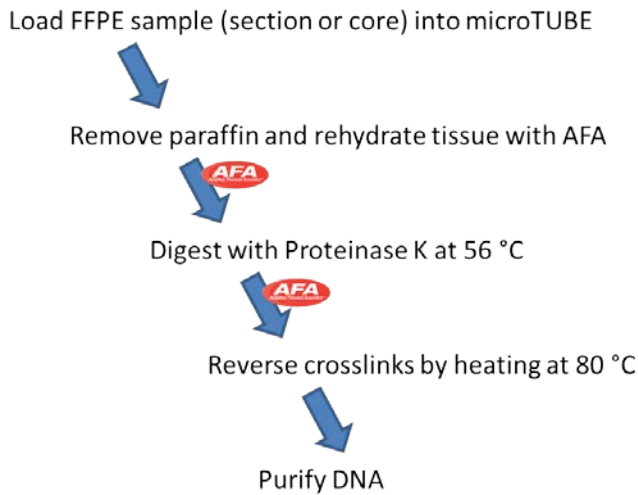 Load FFPE sample (section or core) into microTUBE
Remove paraffin and rehydrate tissue with AFA
AFA
Digest with Proteinase K at 56 °C
AFA
Reverse crosslinks by heating at 80 °C
Purify DNA